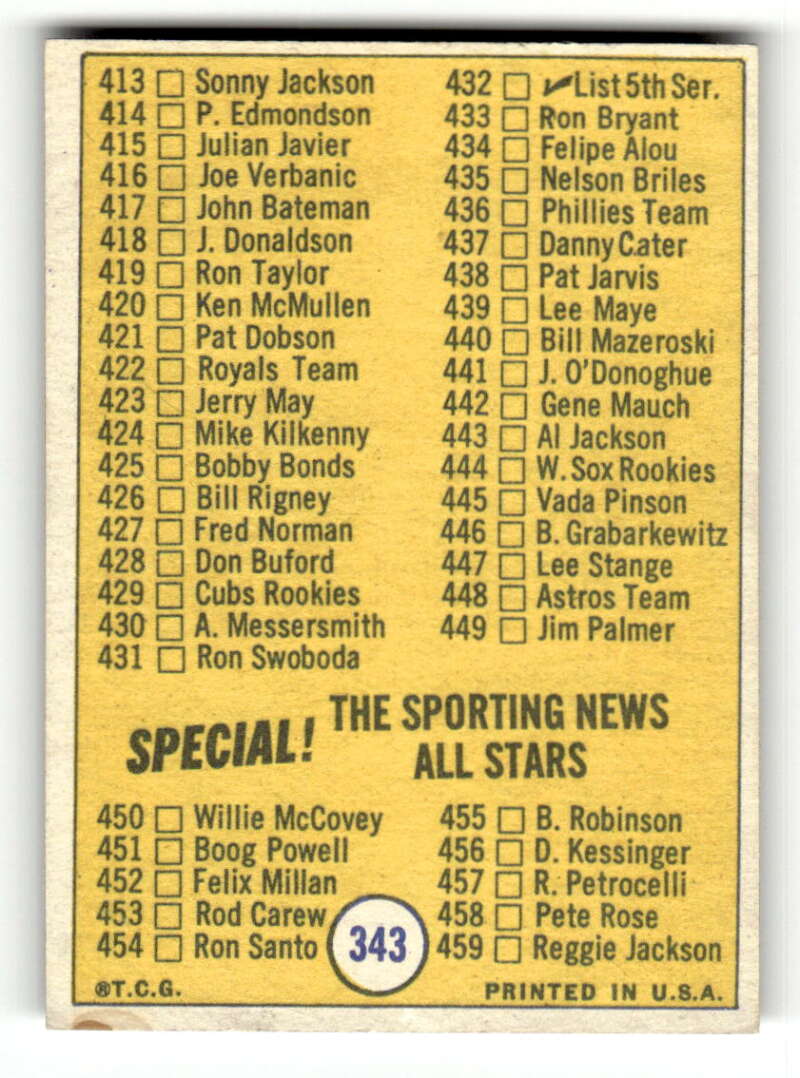 413 □ Sonny Jackson
414 □ P. Edmondson
415 □ Julian Javier
416 □ Joe Verbanic
417 □ John Bateman
418 □ J. Donaldson
419 □ Ron Taylor
420 □ Ken McMullen
421 □ Pat Dobson
422 □ Royals Team
423 □ Jerry May
424 □ Mike Kilkenny
425 □ Bobby Bonds
426 □ Bill Rigney
427 □ Fred Norman
428 □ Don Buford
429 □ Cubs Rookies
430 □ A. Messersmith
431 □ Ron Swoboda
432 □ ✓List 5th Ser.
433 □ Ron Bryant
434 □ Felipe Alou
435 □ Nelson Briles
436 □ Phillies Team
437 □ Danny Cater
438 □ Pat Jarvis
439 □ Lee Maye
440 □ Bill Mazeroski
441 □ J. O'Donoghue
442 □ Gene Mauch
443 □ Al Jackson
444 □ W. Sox Rookies
445 □ Vada Pinson
446 □ B. Grabarkewitz
447 □ Lee Stange
448 □ Astros Team
449 □ Jim Palmer
SPECIAL! THE SPORTING NEWS
ALL STARS
450 □ Willie McCovey
451 □ Boog Powell
452 □ Felix Millan
453 □ Rod Carew
454 □ Ron Santo
455 □ B. Robinson
456 □ D. Kessinger
457 □ R. Petrocelli
458 □ Pete Rose
459 □ Reggie Jackson
343
®T.C.G. PRINTED IN U.S.A.